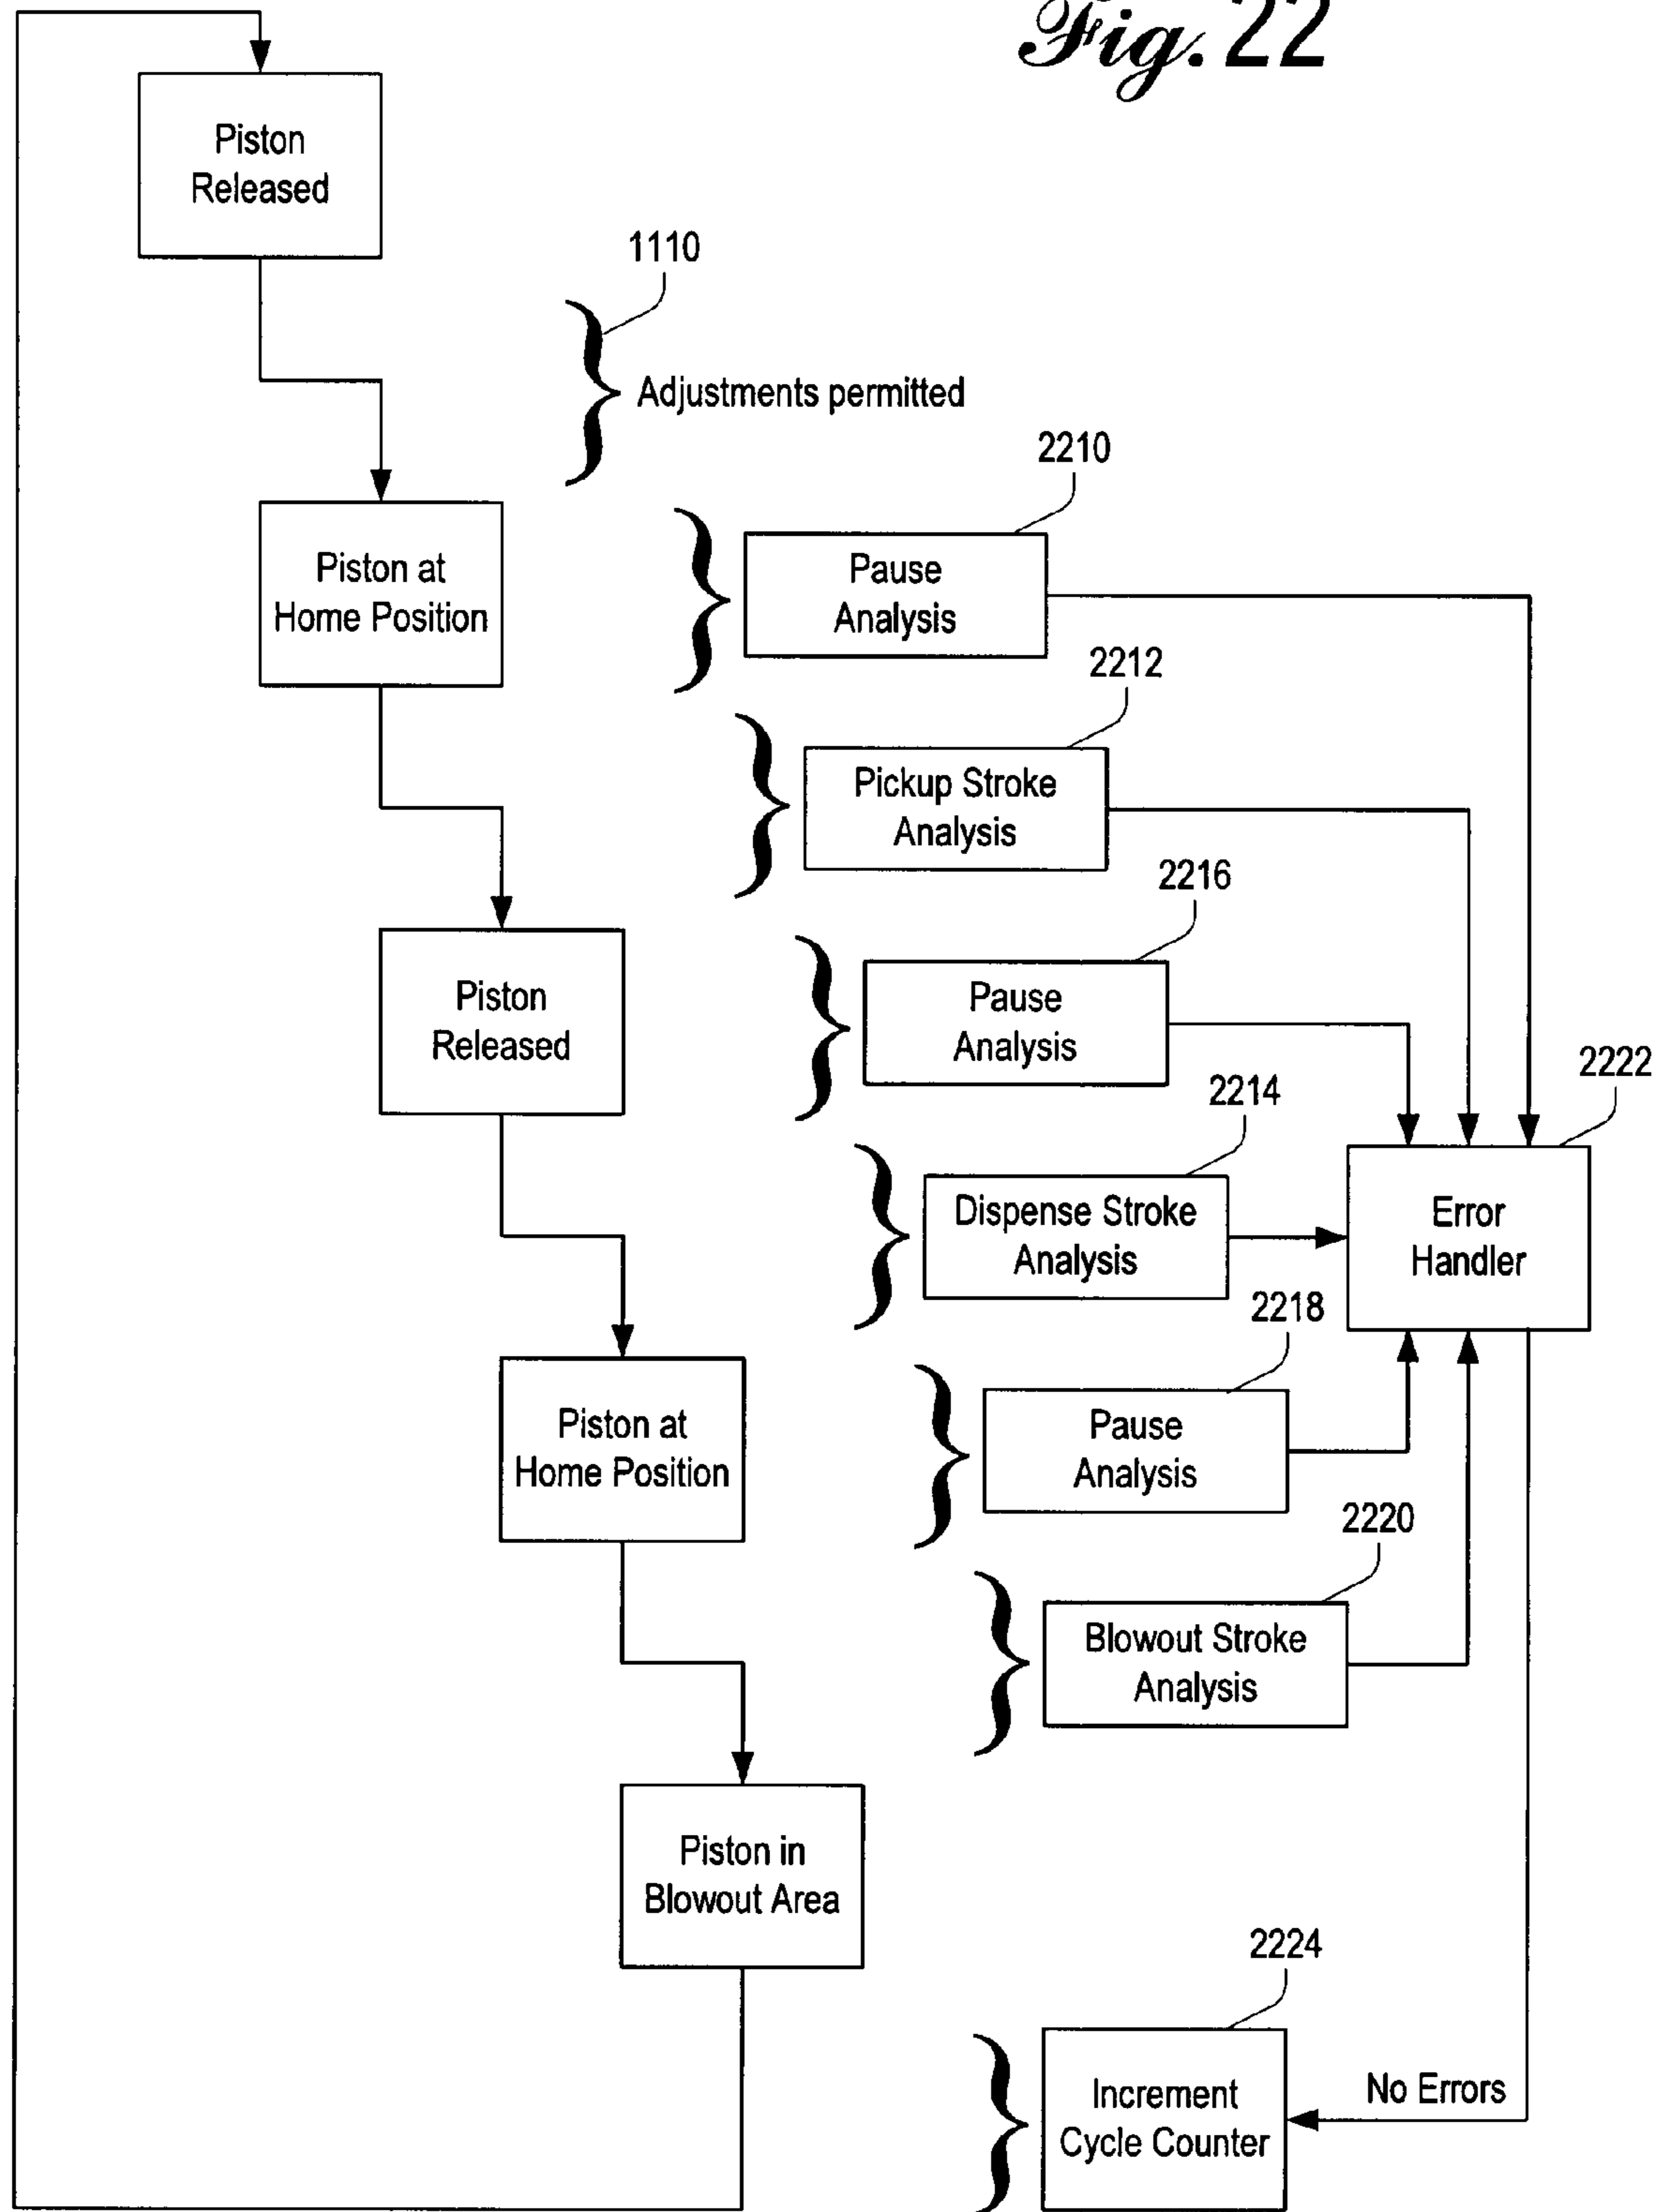 Fig. 22
Piston
Released
1110
Adjustments permitted
2210
Piston at
Home Position
Pause
Analysis
2212
Pickup Stroke
Analysis
2216
Piston
Released
Pause
Analysis
2222
2214
Dispense Stroke
Analysis
Error
Handler
2218
Piston at
Home Position
Pause
Analysis
2220
Blowout Stroke
Analysis
Piston in
Blowout Area
2224
Increment
Cycle Counter
No Errors